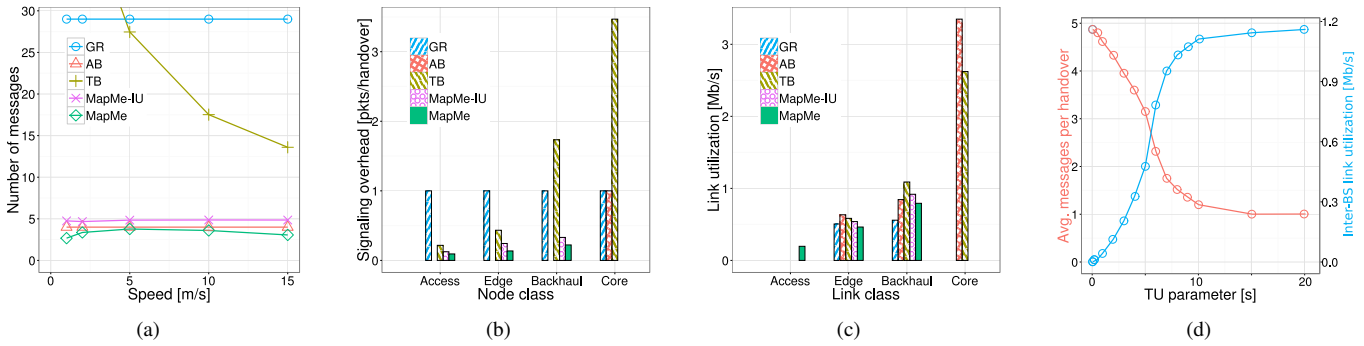 Number of messages
30
25
20
15
10
5
0
GR
AB
TB
MapMe-IU
MapMe
0
5
10
15
Speed [m/s]
(a)
Signaling overhead [pkts/handover]
3
2
1
0
GR
AB
TB
MapMe-IU
MapMe
Access
Edge
Backhaul
Core
Node class
(b)
Link utilization [Mb/s]
3
2
1
0
GR
AB
TB
MapMe-IU
MapMe
Access
Edge
Backhaul
Core
Link class
(c)
Avg. messages per handover
5
4
3
2
1
0
0
5
10
20
TU parameter [s]
1.2
0.9
0.6
0.3
0.0
Inter-BS link utilization [Mb/s]
(d)